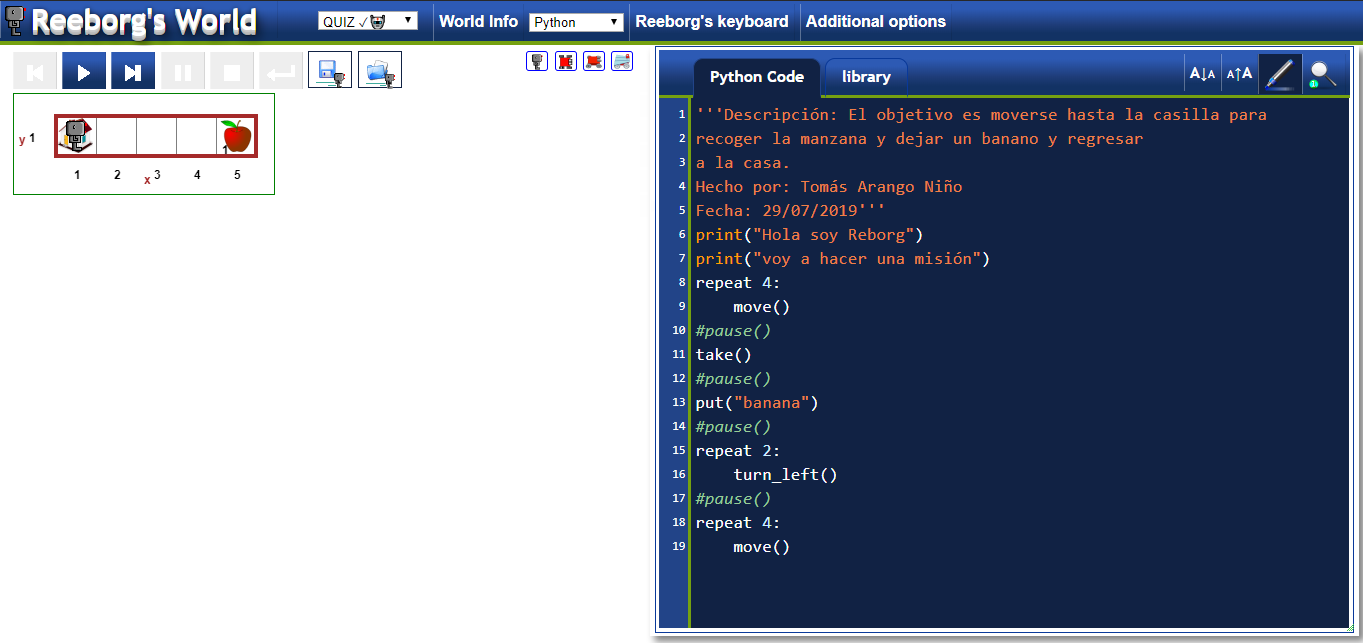 Reeborg's World
QUIZ ✓ World Info Python Reeborg's keyboard Additional options
Python Code library A↓A A↑A
y 1
1
1 2 x 3 4 5
1 '''Descripción: El objetivo es moverse hasta la casilla para
2 recoger la manzana y dejar un banano y regresar
3 a la casa.
4 Hecho por: Tomás Arango Niño
5 Fecha: 29/07/2019'''
6 print("Hola soy Reborg")
7 print("voy a hacer una misión")
8 repeat 4:
9     move()
10 #pause()
11 take()
12 #pause()
13 put("banana")
14 #pause()
15 repeat 2:
16     turn_left()
17 #pause()
18 repeat 4:
19     move()